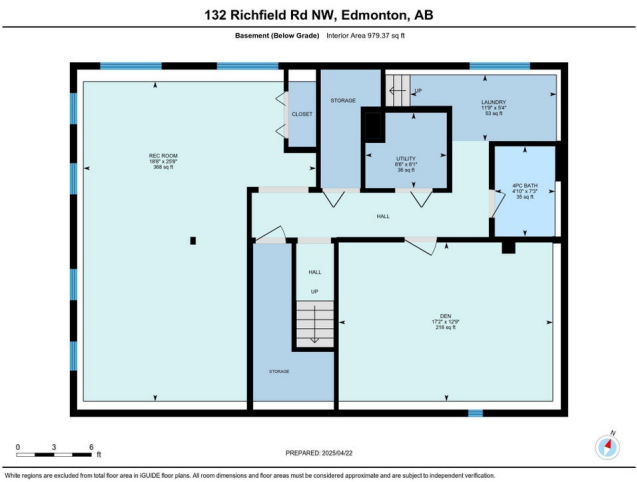 132 Richfield Rd NW, Edmonton, AB
Basement (Below Grade) Interior Area 979.37 sq ft
UP
STORAGE
LAUNDRY
11'9" x 5'4"
53 sq ft
CLOSET
REC ROOM
18'8" x 25'8"
368 sq ft
UTILITY
6'6" x 6'1"
36 sq ft
4PC BATH
4'10" x 7'3"
35 sq ft
HALL
HALL
UP
DEN
17'2" x 12'9"
218 sq ft
STORAGE
N
0 3 6
ft
PREPARED: 2025/04/22
White regions are excluded from total floor area in iGUIDE floor plans. All room dimensions and floor areas must be considered approximate and are subject to independent verification.